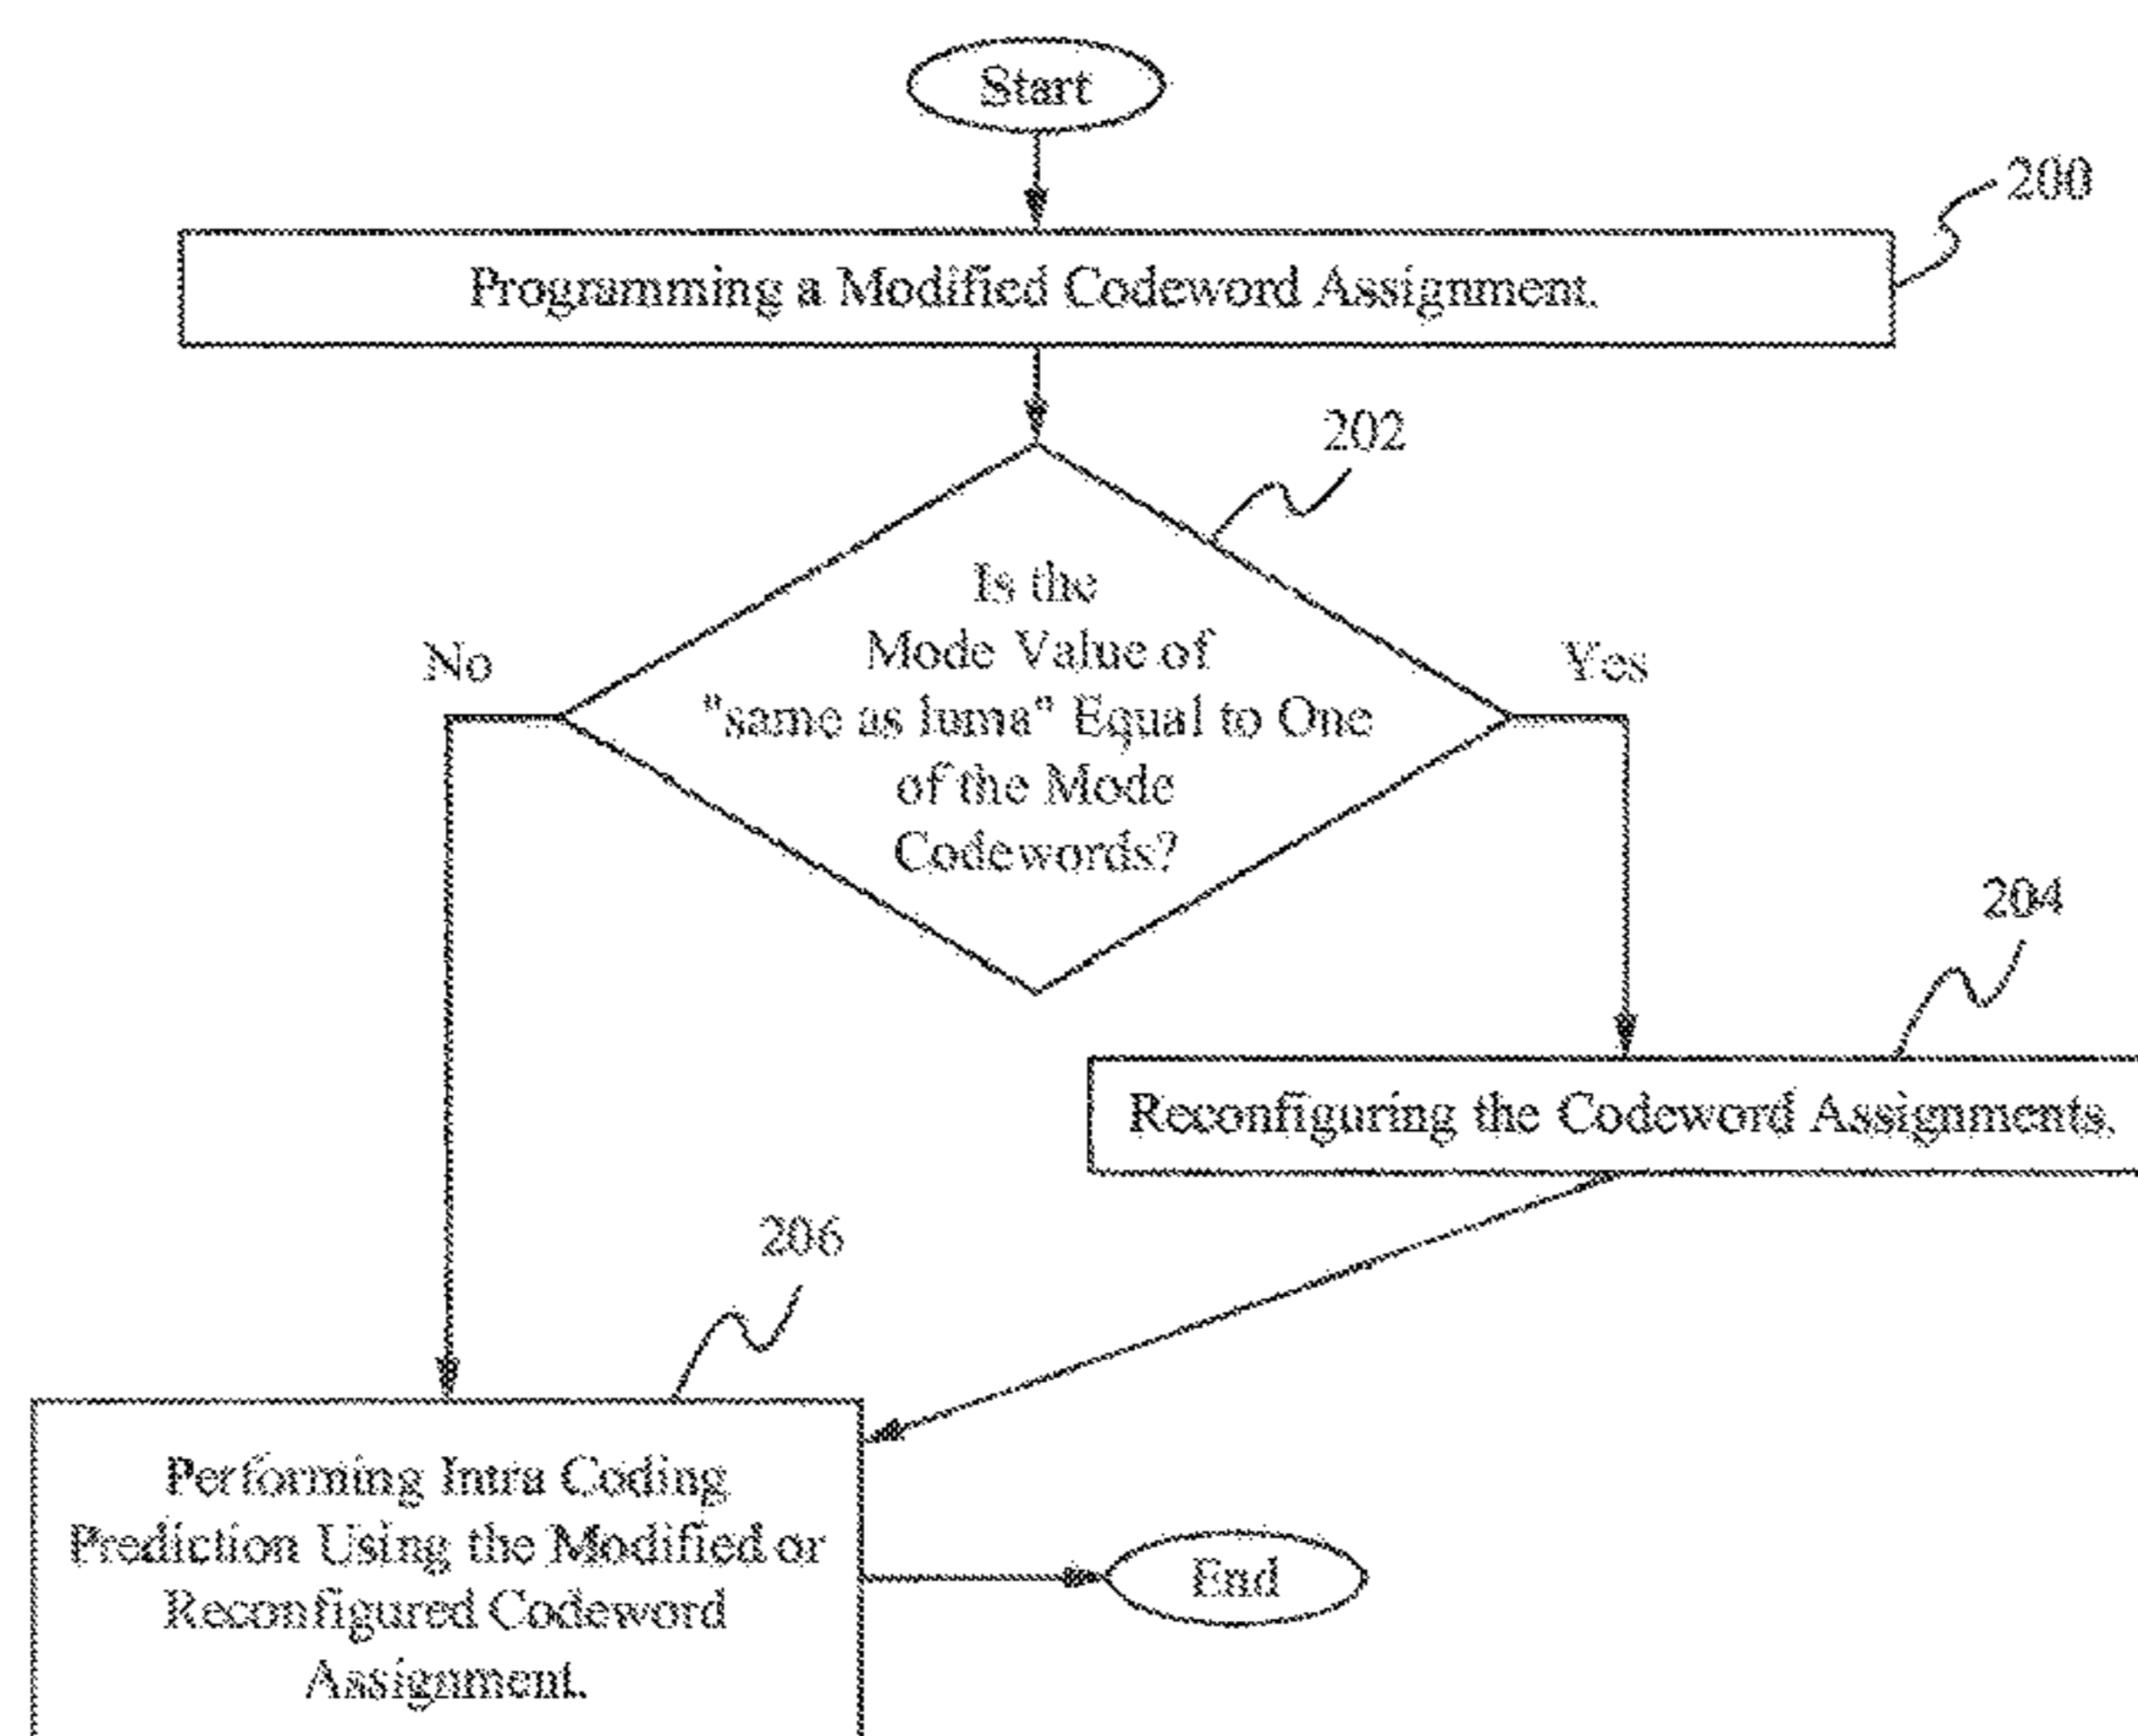 Start
200
Programming a Modified Codeword Assignment.
202
Is the
Mode Value of
"same as luma" Equal to One
of the Mode
Codewords?
No
Yes
204
Reconfiguring the Codeword Assignments.
206
Performing Intra Coding
Prediction Using the Modified or
Reconfigured Codeword
Assignment.
End